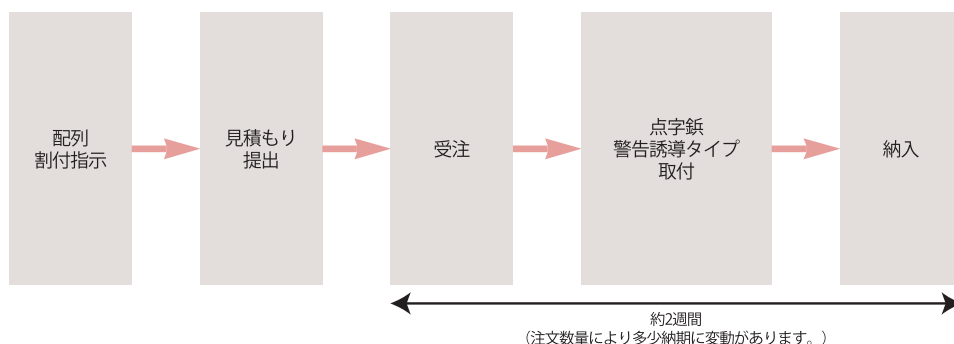 配列
割付指示
見積もり
提出
受注
点字鋲
警告誘導タイプ
取付
納入
約2週間
（注文数量により多少納期に変動があります。）